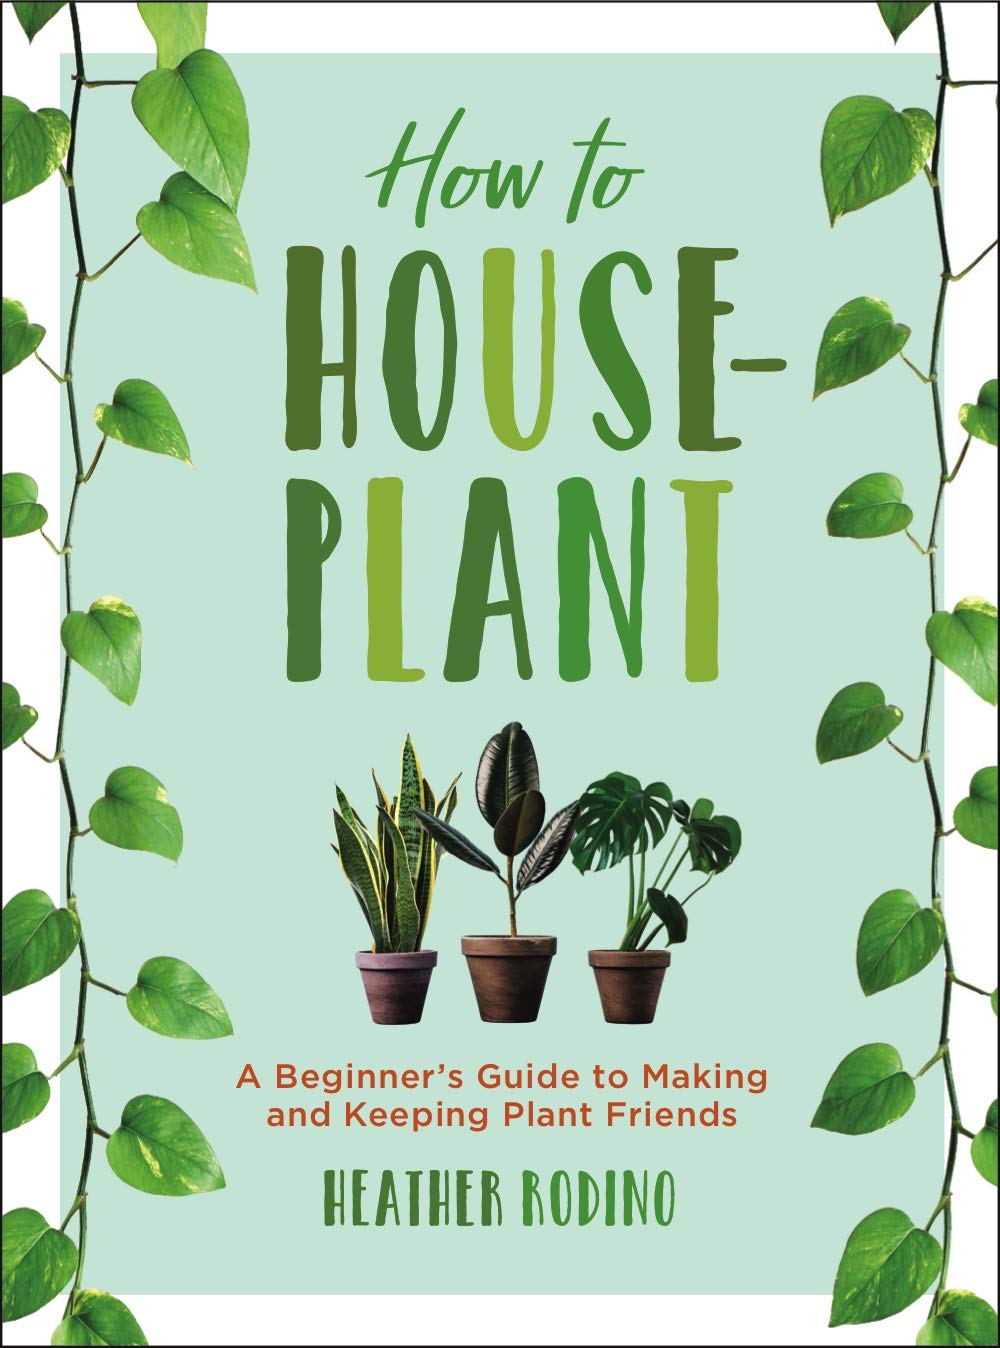 How to
HOUSE-
PLANT
A Beginner's Guide to Making
and Keeping Plant Friends
HEATHER RODINO